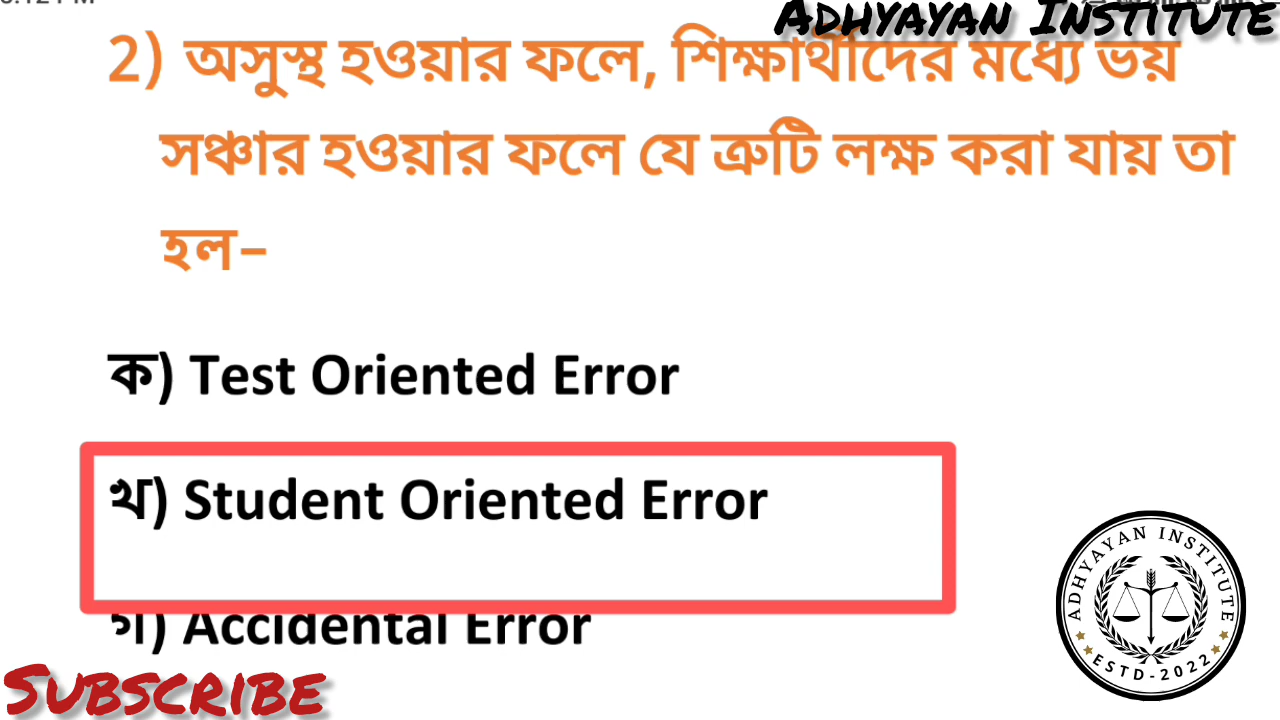 ADHYAYAN INSTITUTE
2) অসুস্থ হওয়ার ফলে, শিক্ষার্থীদের মধ্যে ভয়
সঞ্চার হওয়ার ফলে যে ত্রুটি লক্ষ করা যায় তা
হল–
ক) Test Oriented Error
খ) Student Oriented Error
গ) Accidental Error
ADHYAYAN INSTITUTE
ESTD-2022
SUBSCRIBE